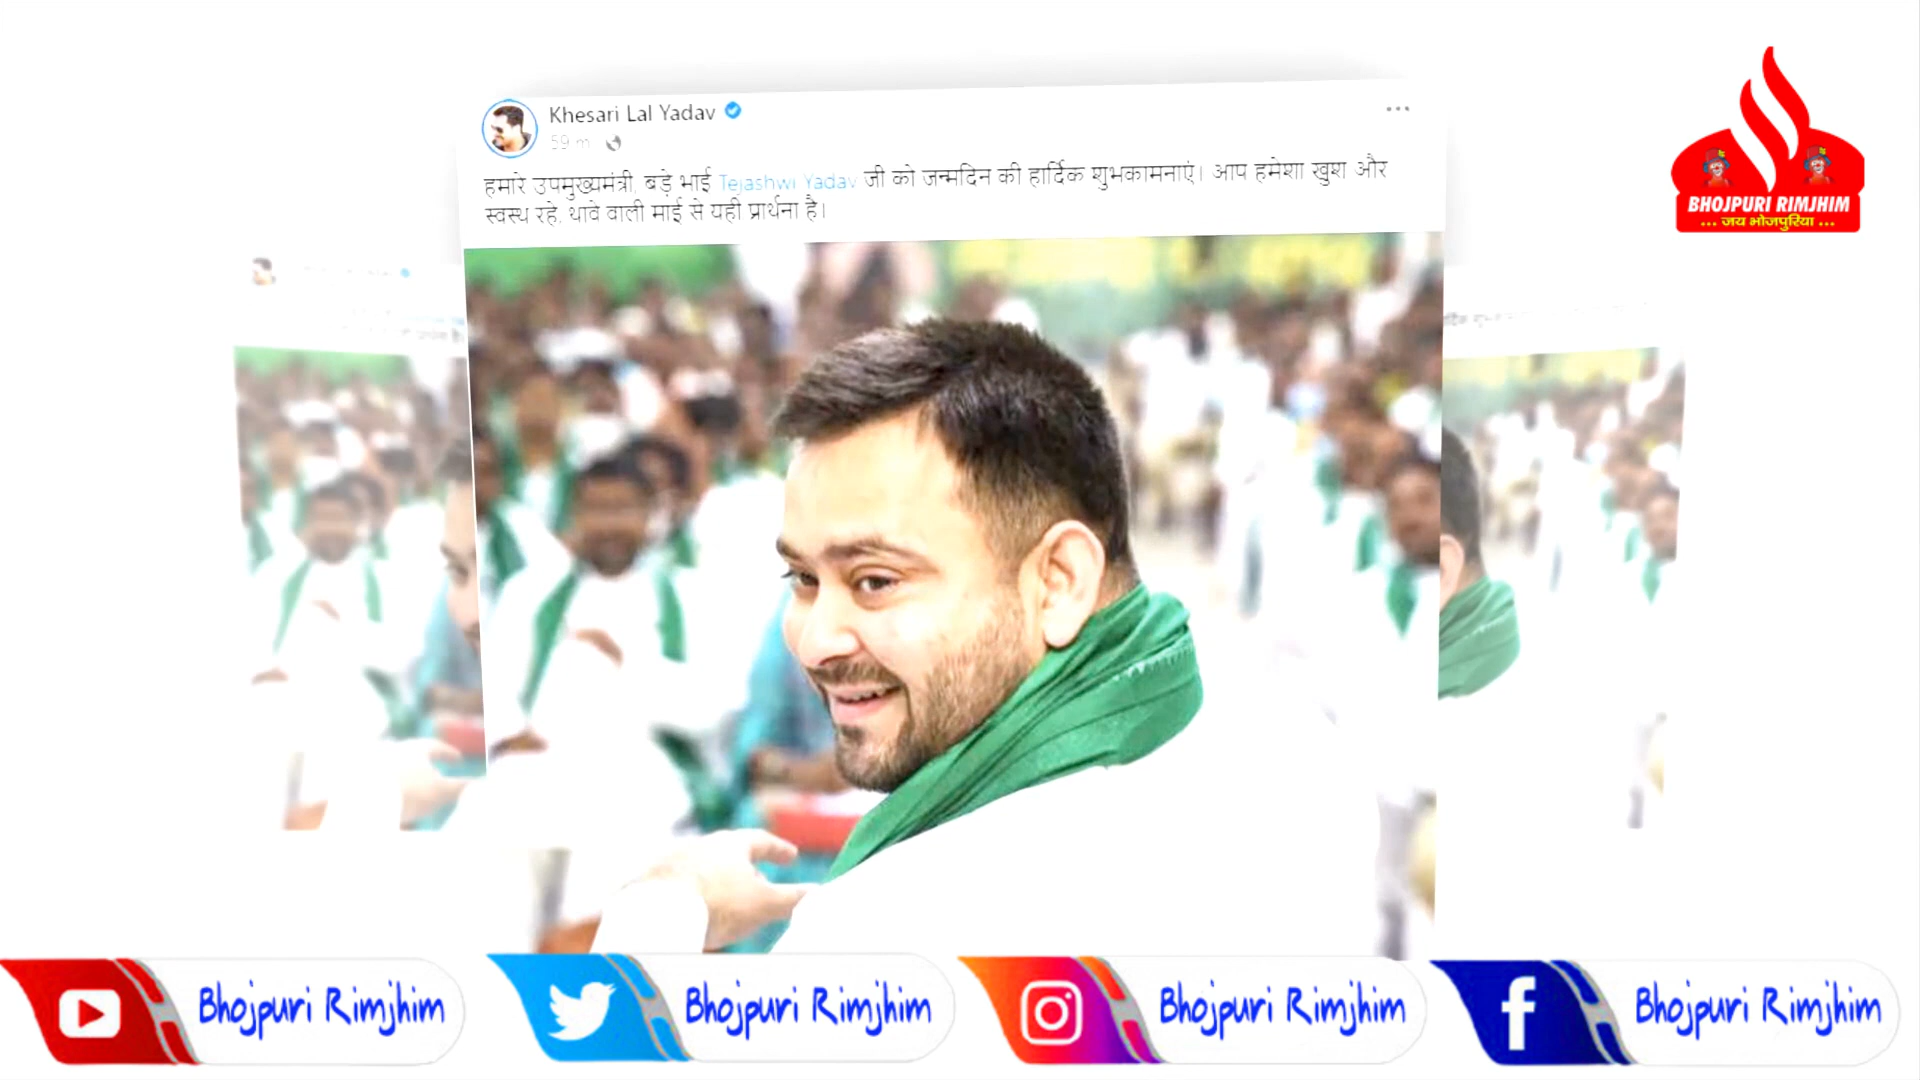 Khesari Lal Yadav
59 m
हमारे उपमुख्यमंत्री, बड़े भाई Tejashwi Yadav जी को जन्मदिन की हार्दिक शुभकामनाएं। आप हमेशा खुश और
स्वस्थ रहे, थावे वाली माई से यही प्रार्थना है।
BHOJPURI RIMJHIM
... जय भोजपुरिया ...
Bhojpuri Rimjhim
Bhojpuri Rimjhim
Bhojpuri Rimjhim
Bhojpuri Rimjhim